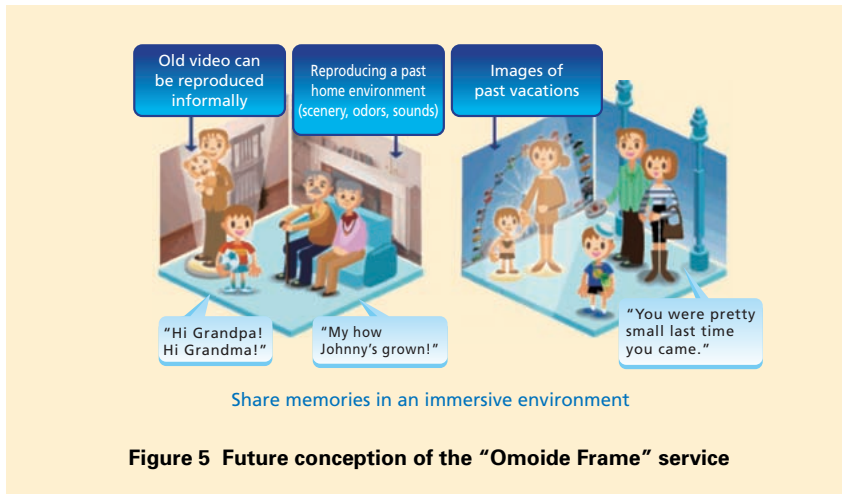 Old video can
be reproduced
informally
Reproducing a past
home environment
(scenery, odors, sounds)
Images of
past vacations
“Hi Grandpa!
Hi Grandma!”
“My how
Johnny’s grown!”
“You were pretty
small last time
you came.”
Share memories in an immersive environment
Figure 5 Future conception of the “Omoide Frame” service